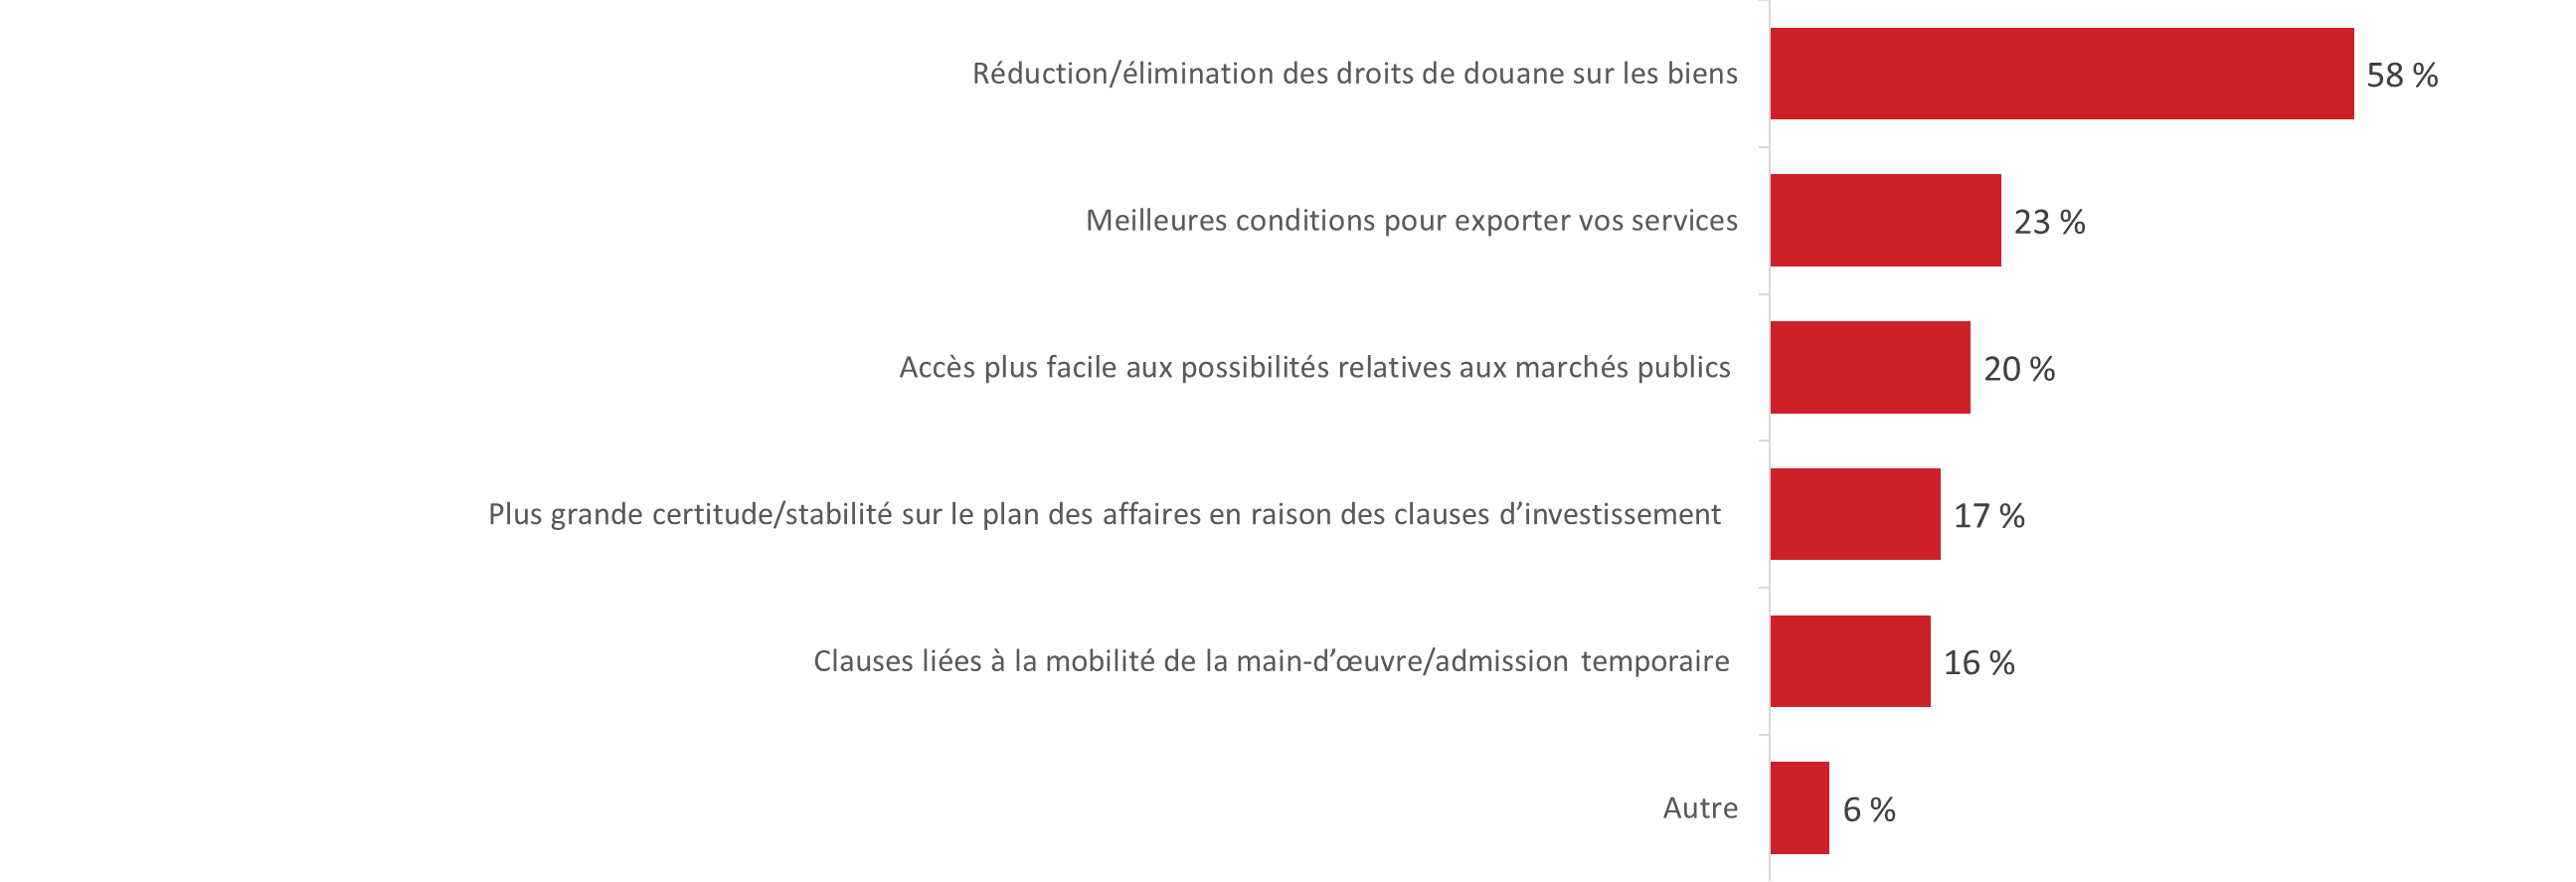 Réduction/élimination des droits de douane sur les biens 58 %
Meilleures conditions pour exporter vos services 23 %
Accès plus facile aux possibilités relatives aux marchés publics 20 %
Plus grande certitude/stabilité sur le plan des affaires en raison des clauses d’investissement 17 %
Clauses liées à la mobilité de la main-d’œuvre/admission temporaire 16 %
Autre 6 %